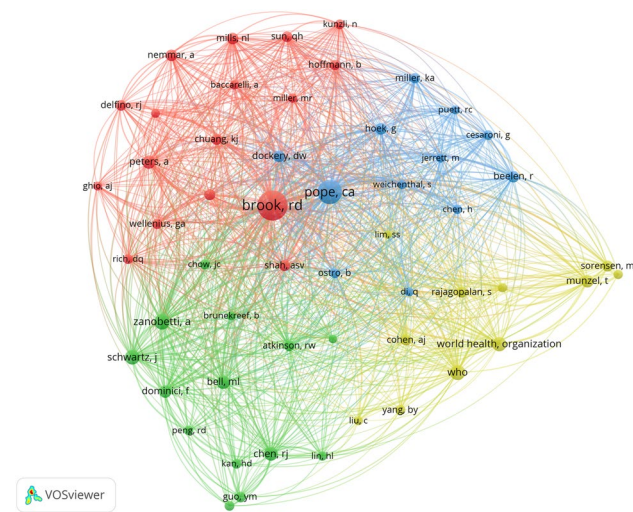 kunzli, n
mills, nl
sun, qh
nemmar, a
hoffmann, b
miller, ka
baccarelli, a
miller, mr
delfino, rj
puett, rc
hoek, g
cesaroni, g
chuang, kj
dockery, dw
jerrett, m
peters, a
beelen, r
ghio, aj
weichenthal, s
pope, ca
brook, rd
chen, h
wellenius, ga
lim, ss
rich, dq
chow, jc
shah, asv
ostro, b
sorensen, m
munzel, t
di, q
rajagopalan, s
brunekreef, b
zanobetti, a
cohen, aj
world health, organization
atkinson, rw
schwartz, j
who
bell, ml
dominici, f
yang, by
liu, c
peng, rd
chen, rj
lin, hl
kan, hd
guo, ym
VOSviewer